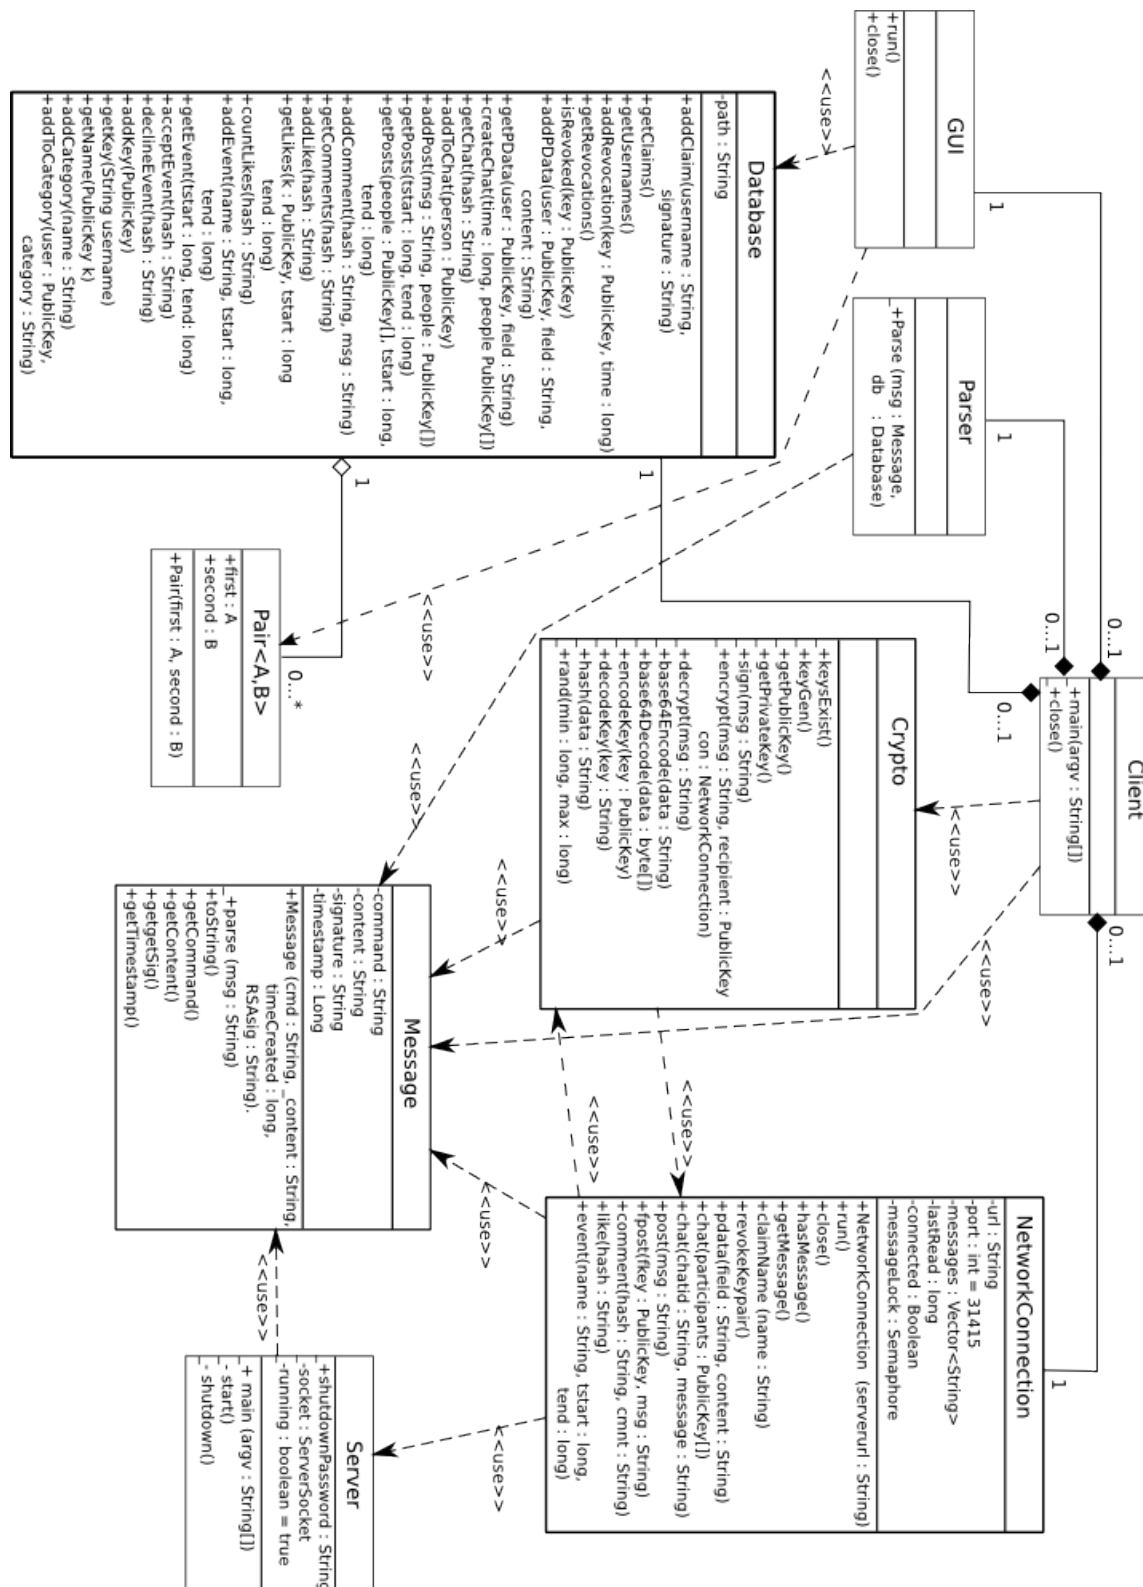 GUI
+run()
+close()
<<use>>
1
0...1
Parser
_+Parse (msg : Message,
db : Database)
1
0...1
Client
_+main(argv : String[])
_+close()
0...1
0...1
1
Database
-path : String
+addClaim(username : String,
signature : String)
+getClaims()
+getUsernames()
+addRevocation(key : PublicKey, time : long)
+getRevocations()
+isRevoked(key : PublicKey)
+addPData(user : PublicKey, field : String,
content : String)
+getPData(user : PublicKey, field : String)
+createChat(time : long, people PublicKey[])
+getChat(hash : String)
+addToChat(person : PublicKey)
+addPost(msg : String, people : PublicKey[])
+getPosts(tstart : long, tend : long)
+getPosts(people : PublicKey[], tstart : long,
tend : long)
+addComment(hash : String, msg : String)
+getComments(hash : String)
+addLike(hash : String)
+getLikes(k : PublicKey, tstart : long
tend : long)
+countLikes(hash : String)
+addEvent(name : String, tstart : long,
tend : long)
+getEvent(tstart : long, tend: long)
+acceptEvent(hash : String)
+declineEvent(hash : String)
+addKey(PublicKey)
+getKey(String username)
+getName(PublicKey k)
+addCategory(name : String)
+addToCategory(user : PublicKey,
category : String)
1
1
0...*
Pair<A,B>
+first : A
+second : B
+Pair(first : A, second : B)
<<use>>
<<use>>
Crypto
_+keysExist()
_+keyGen()
_+getPublicKey()
_+getPrivateKey()
_+sign(msg : String)
_+encrypt(msg : String, recipient : PublicKey
con : NetworkConnection)
_+decrypt(msg : String)
_+base64Encode(data : String)
_+base64Decode(data : byte[])
_+encodeKey(key : PublicKey)
_+decodeKey(key : String)
_+hash(data : String)
_+rand(min : long, max : long)
<<use>>
<<use>>
<<use>>
<<use>>
<<use>>
Message
-command : String
-content : String
-signature : String
-timestamp : Long
+Message (cmd : String, _content : String,
timeCreated : long,
RSAsig : String).
_+parse (msg : String)
+toString()
+getCommand()
+getContent()
+getgetSig()
+getTimestamp()
<<use>>
<<use>>
<<use>>
NetworkConnection
-url : String
-port : int = 31415
-messages : Vector<String>
-lastRead : long
-connected : Boolean
-messageLock : Semaphore
+NetworkConnection (serverurl : String)
+run()
+close()
+hasMessage()
+getMessage()
+claimName (name : String)
+revokeKeypair()
+pdata(field : String, content : String)
+chat(participants : PublicKey[])
+chat(chatid : String, message : String)
+post(msg : String)
+fpost(fkey : PublicKey, msg : String)
+comment(hash : String, cmnt : String)
+like(hash : String)
+event(name : String, tstart : long,
tend : long)
Server
_+shutdownPassword : String
_-socket : ServerSocket
_-running : boolean = true
_+ main (argv : String[])
_- start()
_- shutdown()